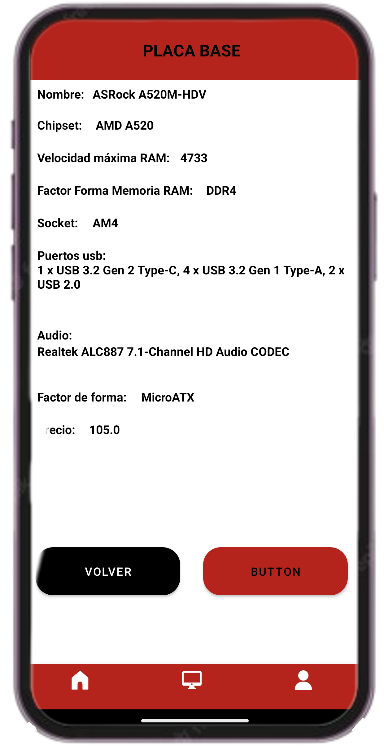 PLACA BASE
Nombre: ASRock A520M-HDV
Chipset: AMD A520
Velocidad máxima RAM: 4733
Factor Forma Memoria RAM: DDR4
Socket: AM4
Puertos usb:
1 x USB 3.2 Gen 2 Type-C, 4 x USB 3.2 Gen 1 Type-A, 2 x
USB 2.0
Audio:
Realtek ALC887 7.1-Channel HD Audio CODEC
Factor de forma: MicroATX
recio: 105.0
VOLVER
BUTTON